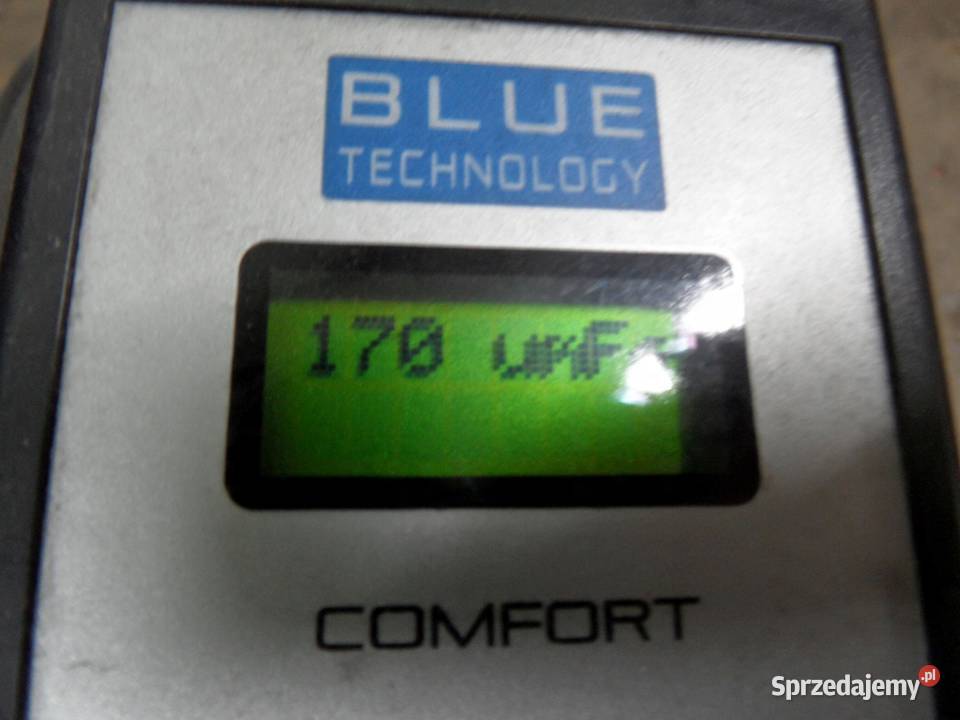 BLUE
TECHNOLOGY
170
COMFORT
Sprzedajemy.pl